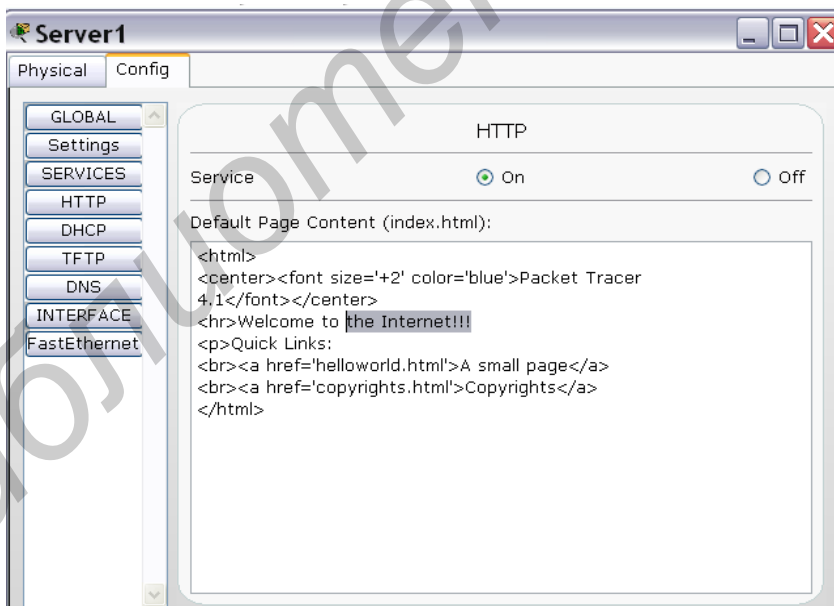 Server1
Physical Config
GLOBAL
Settings
SERVICES
HTTP
DHCP
TFTP
DNS
INTERFACE
FastEthernet
HTTP
Service On Off
Default Page Content (index.html):
<html>
<center><font size='+2' color='blue'>Packet Tracer
4.1</font></center>
<hr>Welcome to the Internet!!!
<p>Quick Links:
<br><a href='helloworld.html'>A small page</a>
<br><a href='copyrights.html'>Copyrights</a>
</html>